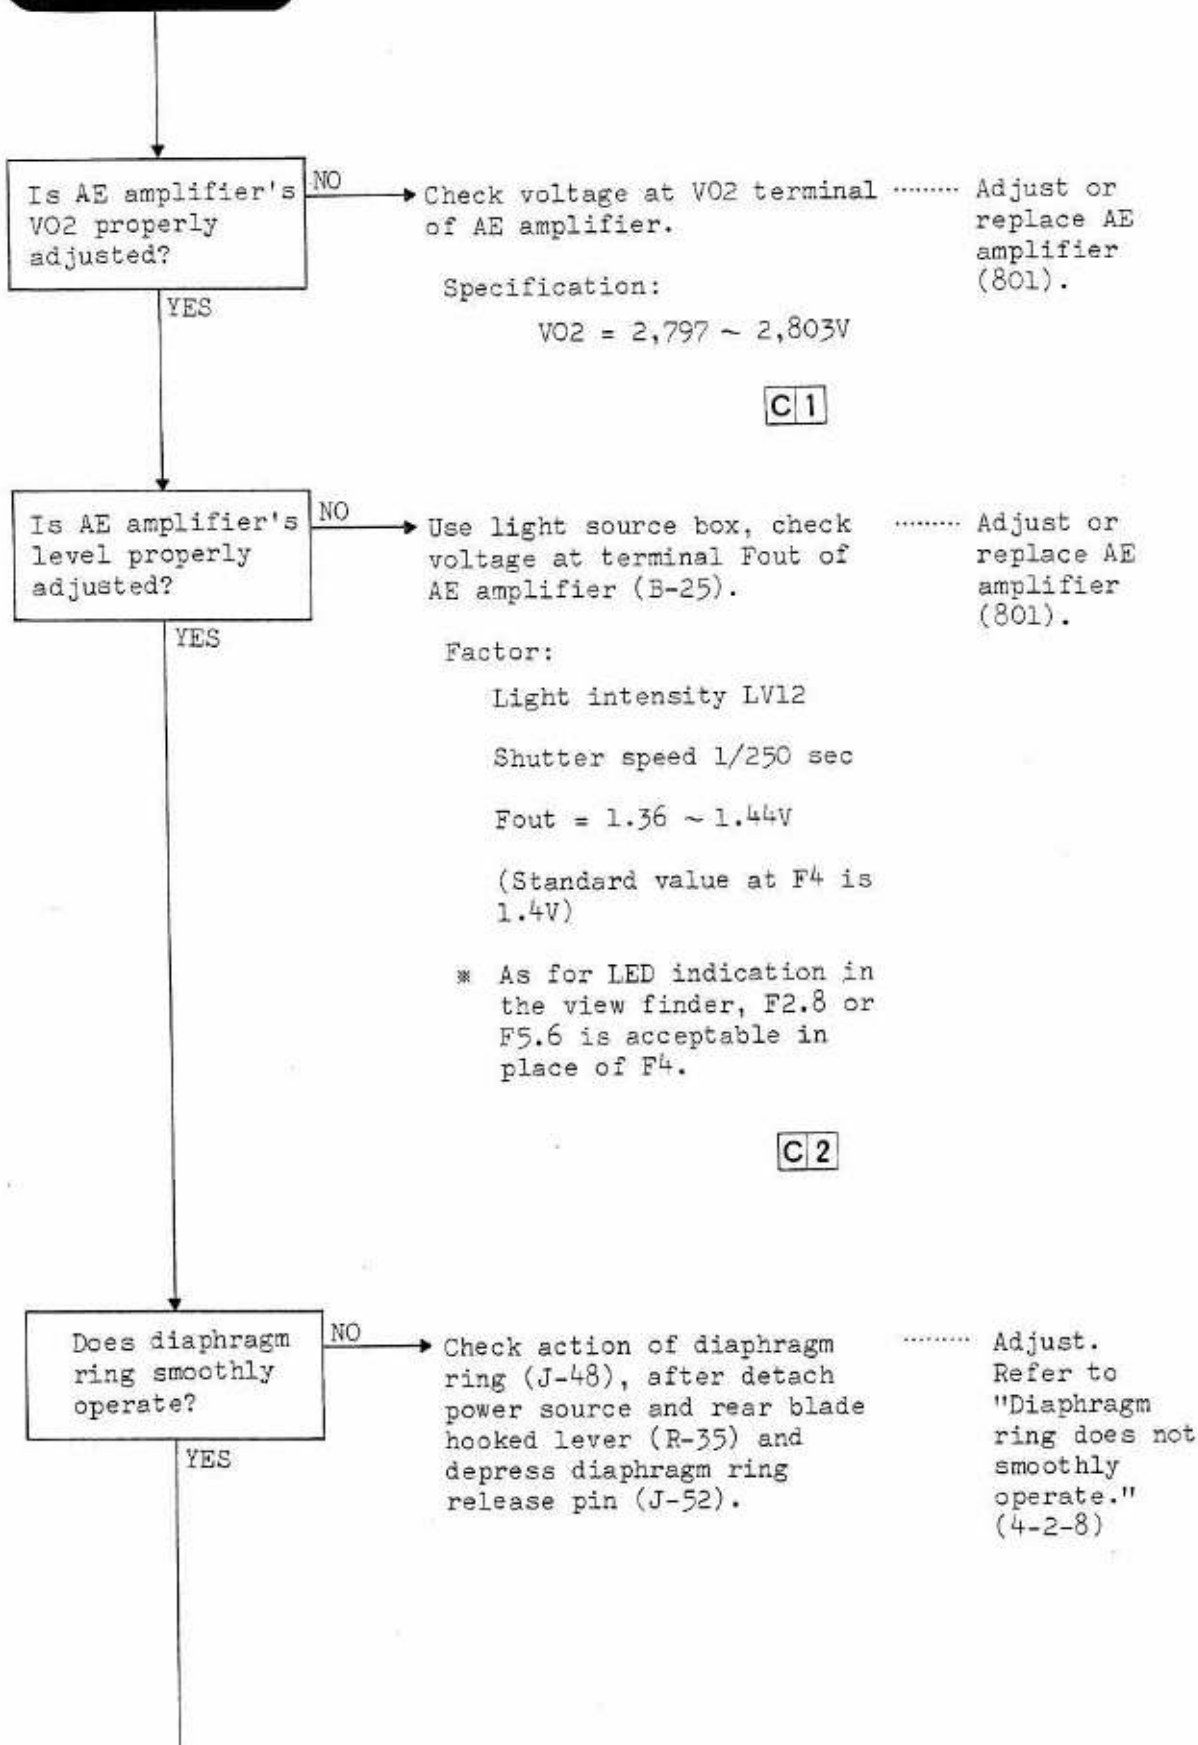 Is AE amplifier's
VO2 properly
adjusted?
NO
YES
Check voltage at VO2 terminal
of AE amplifier.
Specification:
VO2 = 2,797 ~ 2,803V
Adjust or
replace AE
amplifier
(801).
C 1
Is AE amplifier's
level properly
adjusted?
NO
YES
Use light source box, check
voltage at terminal Fout of
AE amplifier (B-25).
Factor:
Light intensity LV12
Shutter speed 1/250 sec
Fout = 1.36 ~ 1.44V
(Standard value at F4 is
1.4V)
※ As for LED indication in
the view finder, F2.8 or
F5.6 is acceptable in
place of F4.
Adjust or
replace AE
amplifier
(801).
C 2
Does diaphragm
ring smoothly
operate?
NO
YES
Check action of diaphragm
ring (J-48), after detach
power source and rear blade
hooked lever (R-35) and
depress diaphragm ring
release pin (J-52).
Adjust.
Refer to
"Diaphragm
ring does not
smoothly
operate."
(4-2-8)